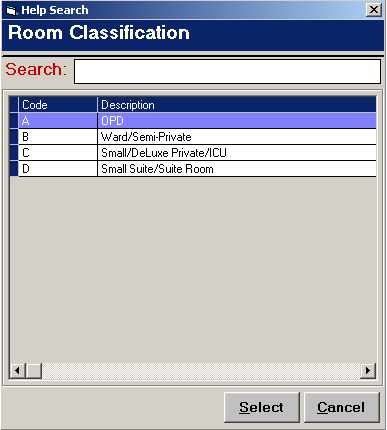 Help Search
Room Classification
Search:
Code Description
A OPD
B Ward/Semi-Private
C Small/DeLuxe Private/ICU
D Small Suite/Suite Room
Select Cancel